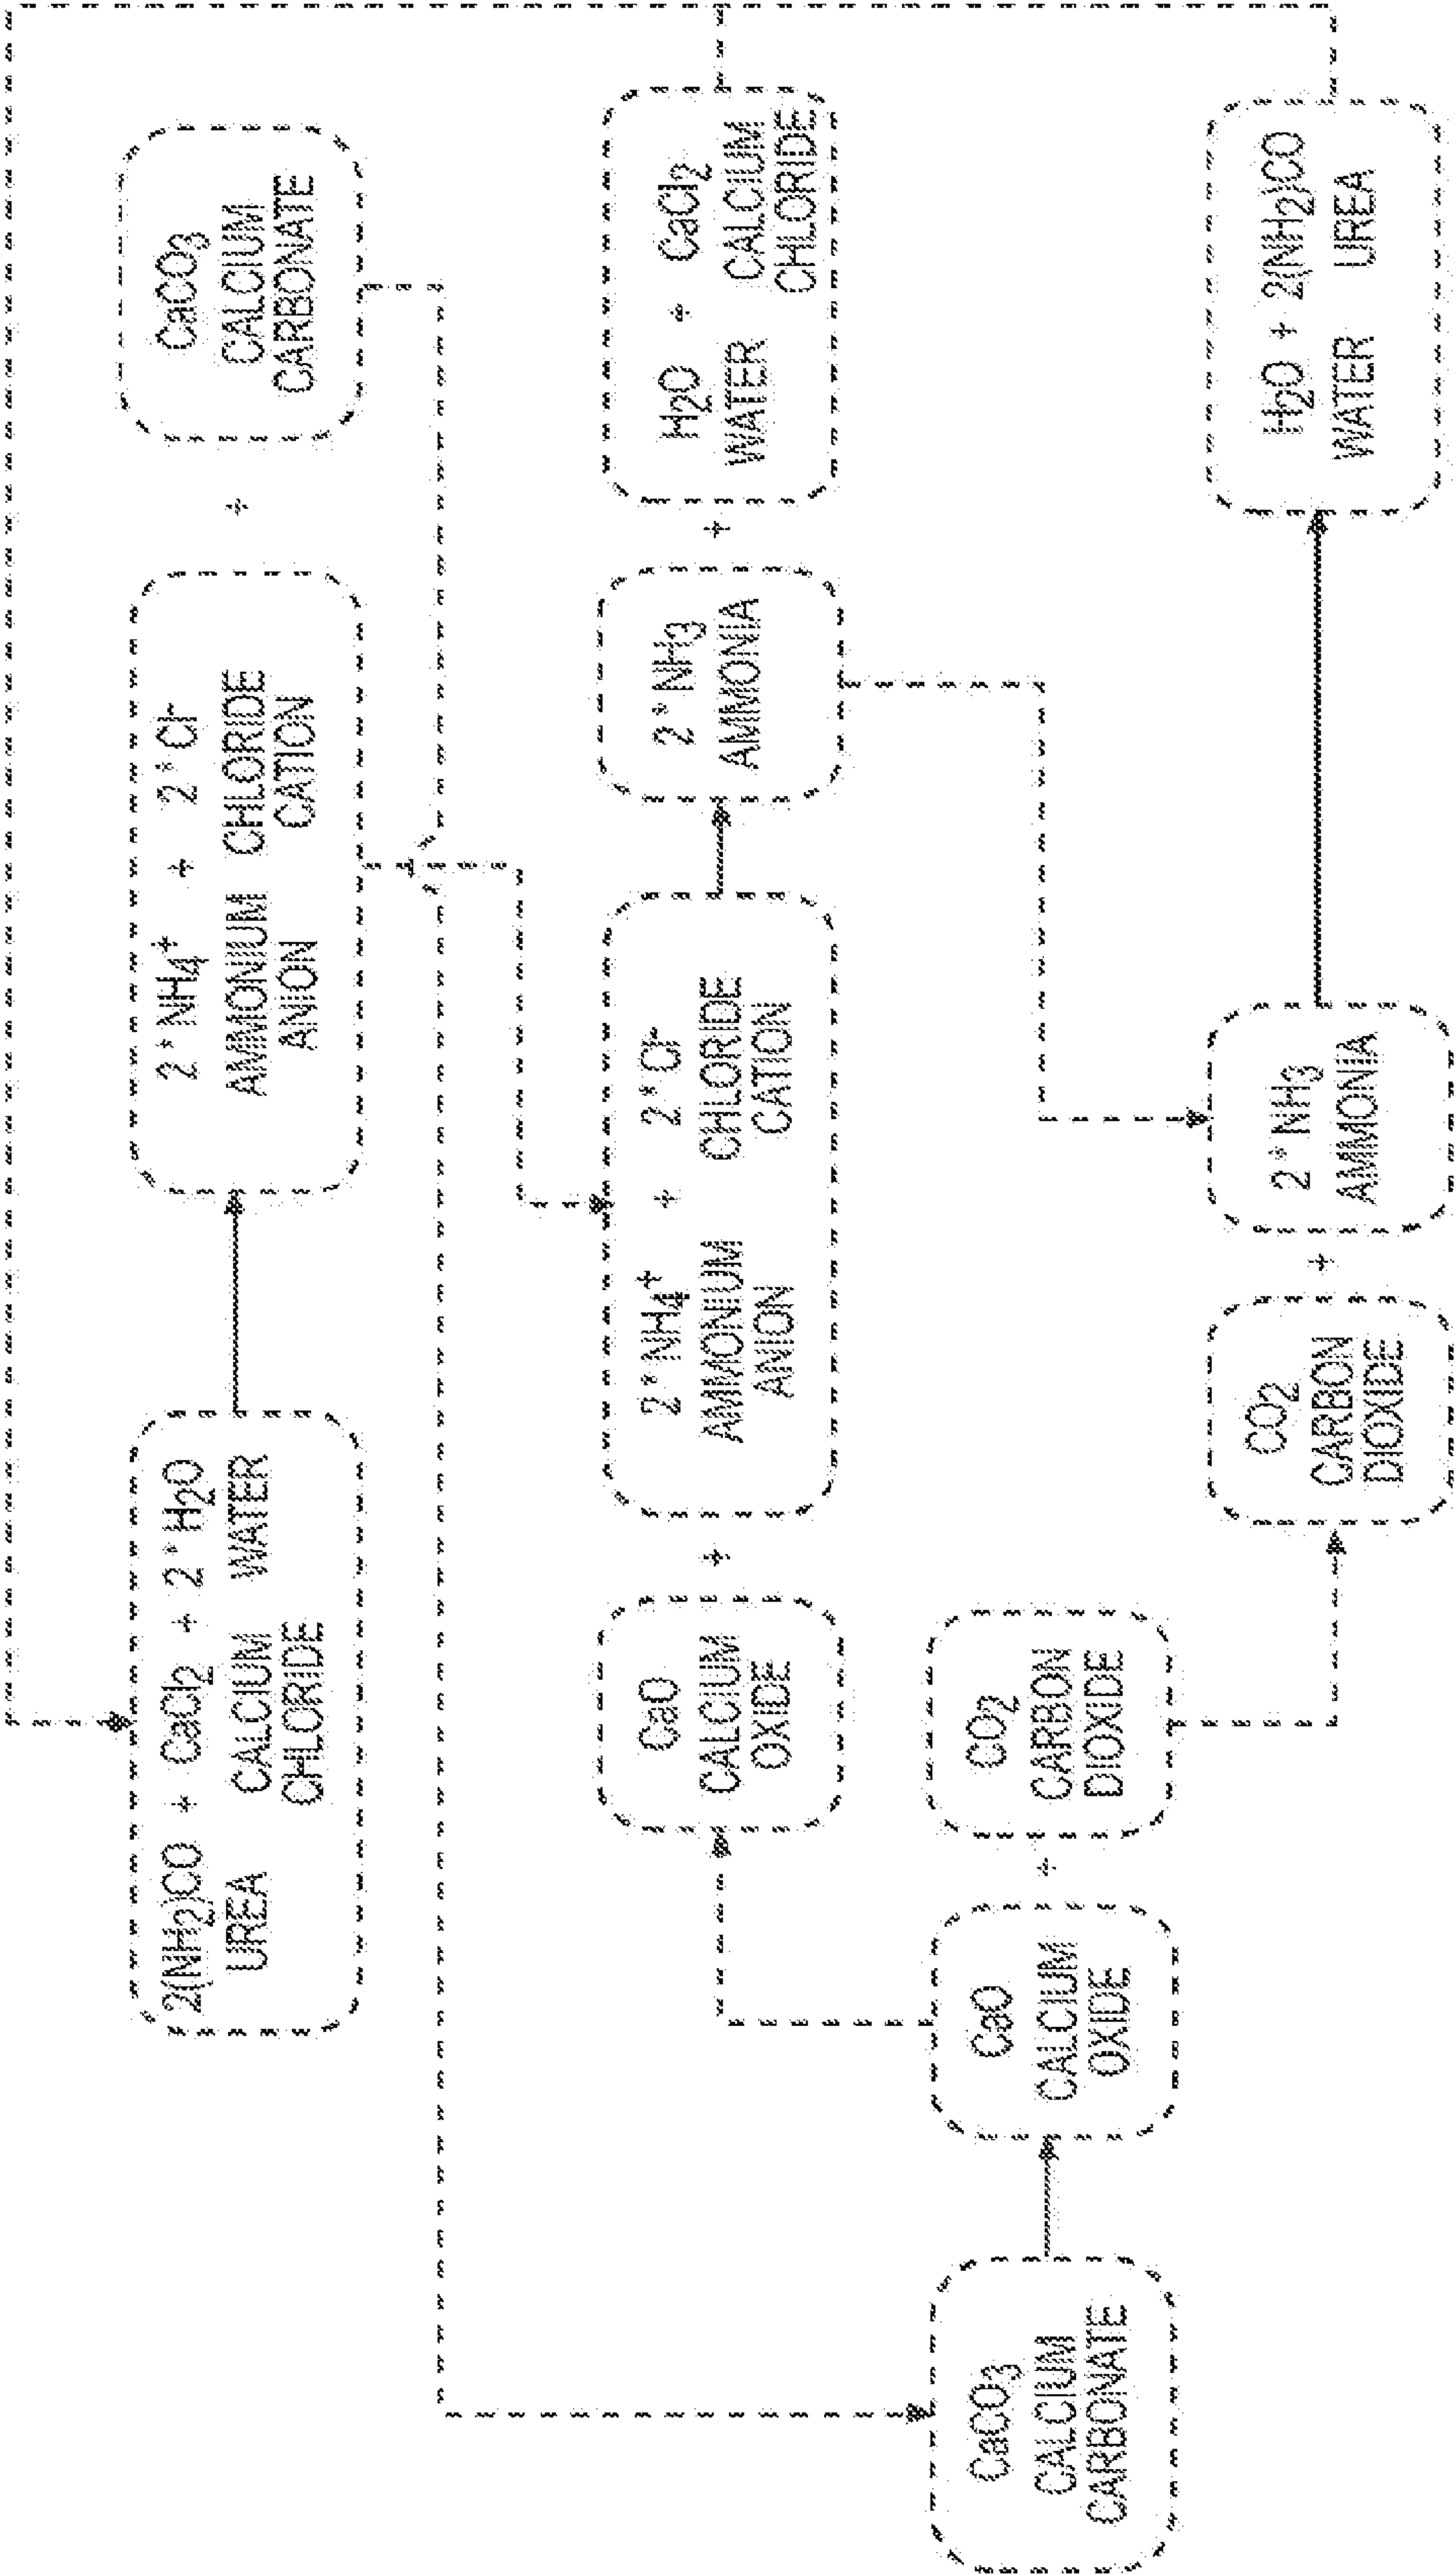 2(NH₂)CO + CaCl₂ + 2*H₂O
UREA CALCIUM WATER
CHLORIDE
2*NH₄⁺ + 2*Cl⁻
AMMONIUM CHLORIDE
ANION CATION
+
CaCO₃
CALCIUM
CARBONATE
CaO
CALCIUM
OXIDE
+
2*NH₄⁺ + 2*Cl⁻
AMMONIUM CHLORIDE
ANION CATION
2*NH₃
AMMONIA
+
H₂O + CaCl₂
WATER CALCIUM
CHLORIDE
CaCO₃
CALCIUM
CARBONATE
CaO
CALCIUM
OXIDE
+
CO₂
CARBON
DIOXIDE
CO₂
CARBON
DIOXIDE
+
2*NH₃
AMMONIA
H₂O + 2(NH₂)CO
WATER UREA